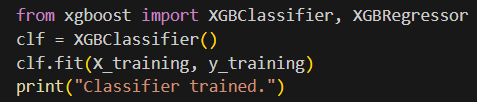 from xgboost import XGBClassifier, XGBRegressor
clf = XGBClassifier()
clf.fit(X_training, y_training)
print("Classifier trained.")